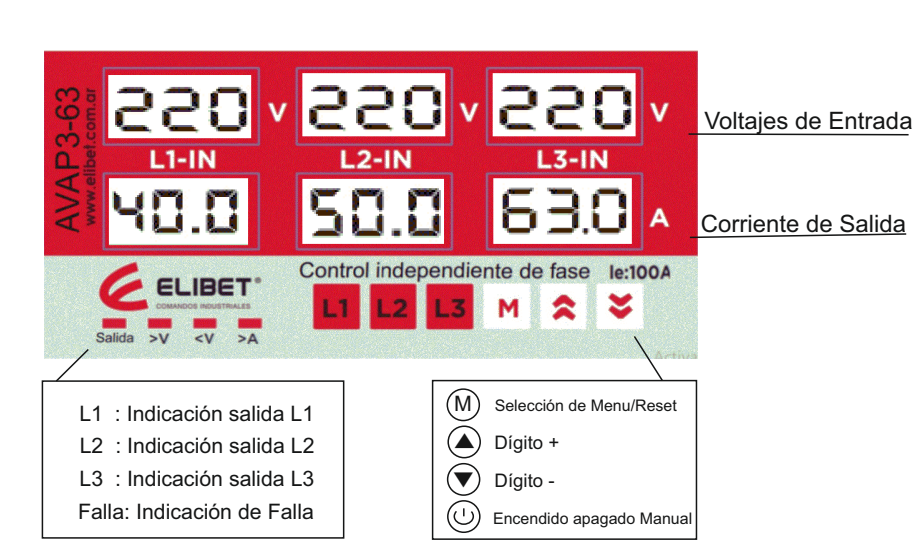 AVAP3-63
www.elibet.com.ar
220 V 220 V 220 V
L1-IN L2-IN L3-IN
40.0 50.0 63.0 A
Voltajes de Entrada
Corriente de Salida
ELIBET®
COMANDOS INDUSTRIALES
Control independiente de fase Ie:100A
L1 L2 L3 M
Salida >V <V >A
Activa
L1 : Indicación salida L1
L2 : Indicación salida L2
L3 : Indicación salida L3
Falla: Indicación de Falla
M Selección de Menu/Reset
Dígito +
Dígito -
Encendido apagado Manual